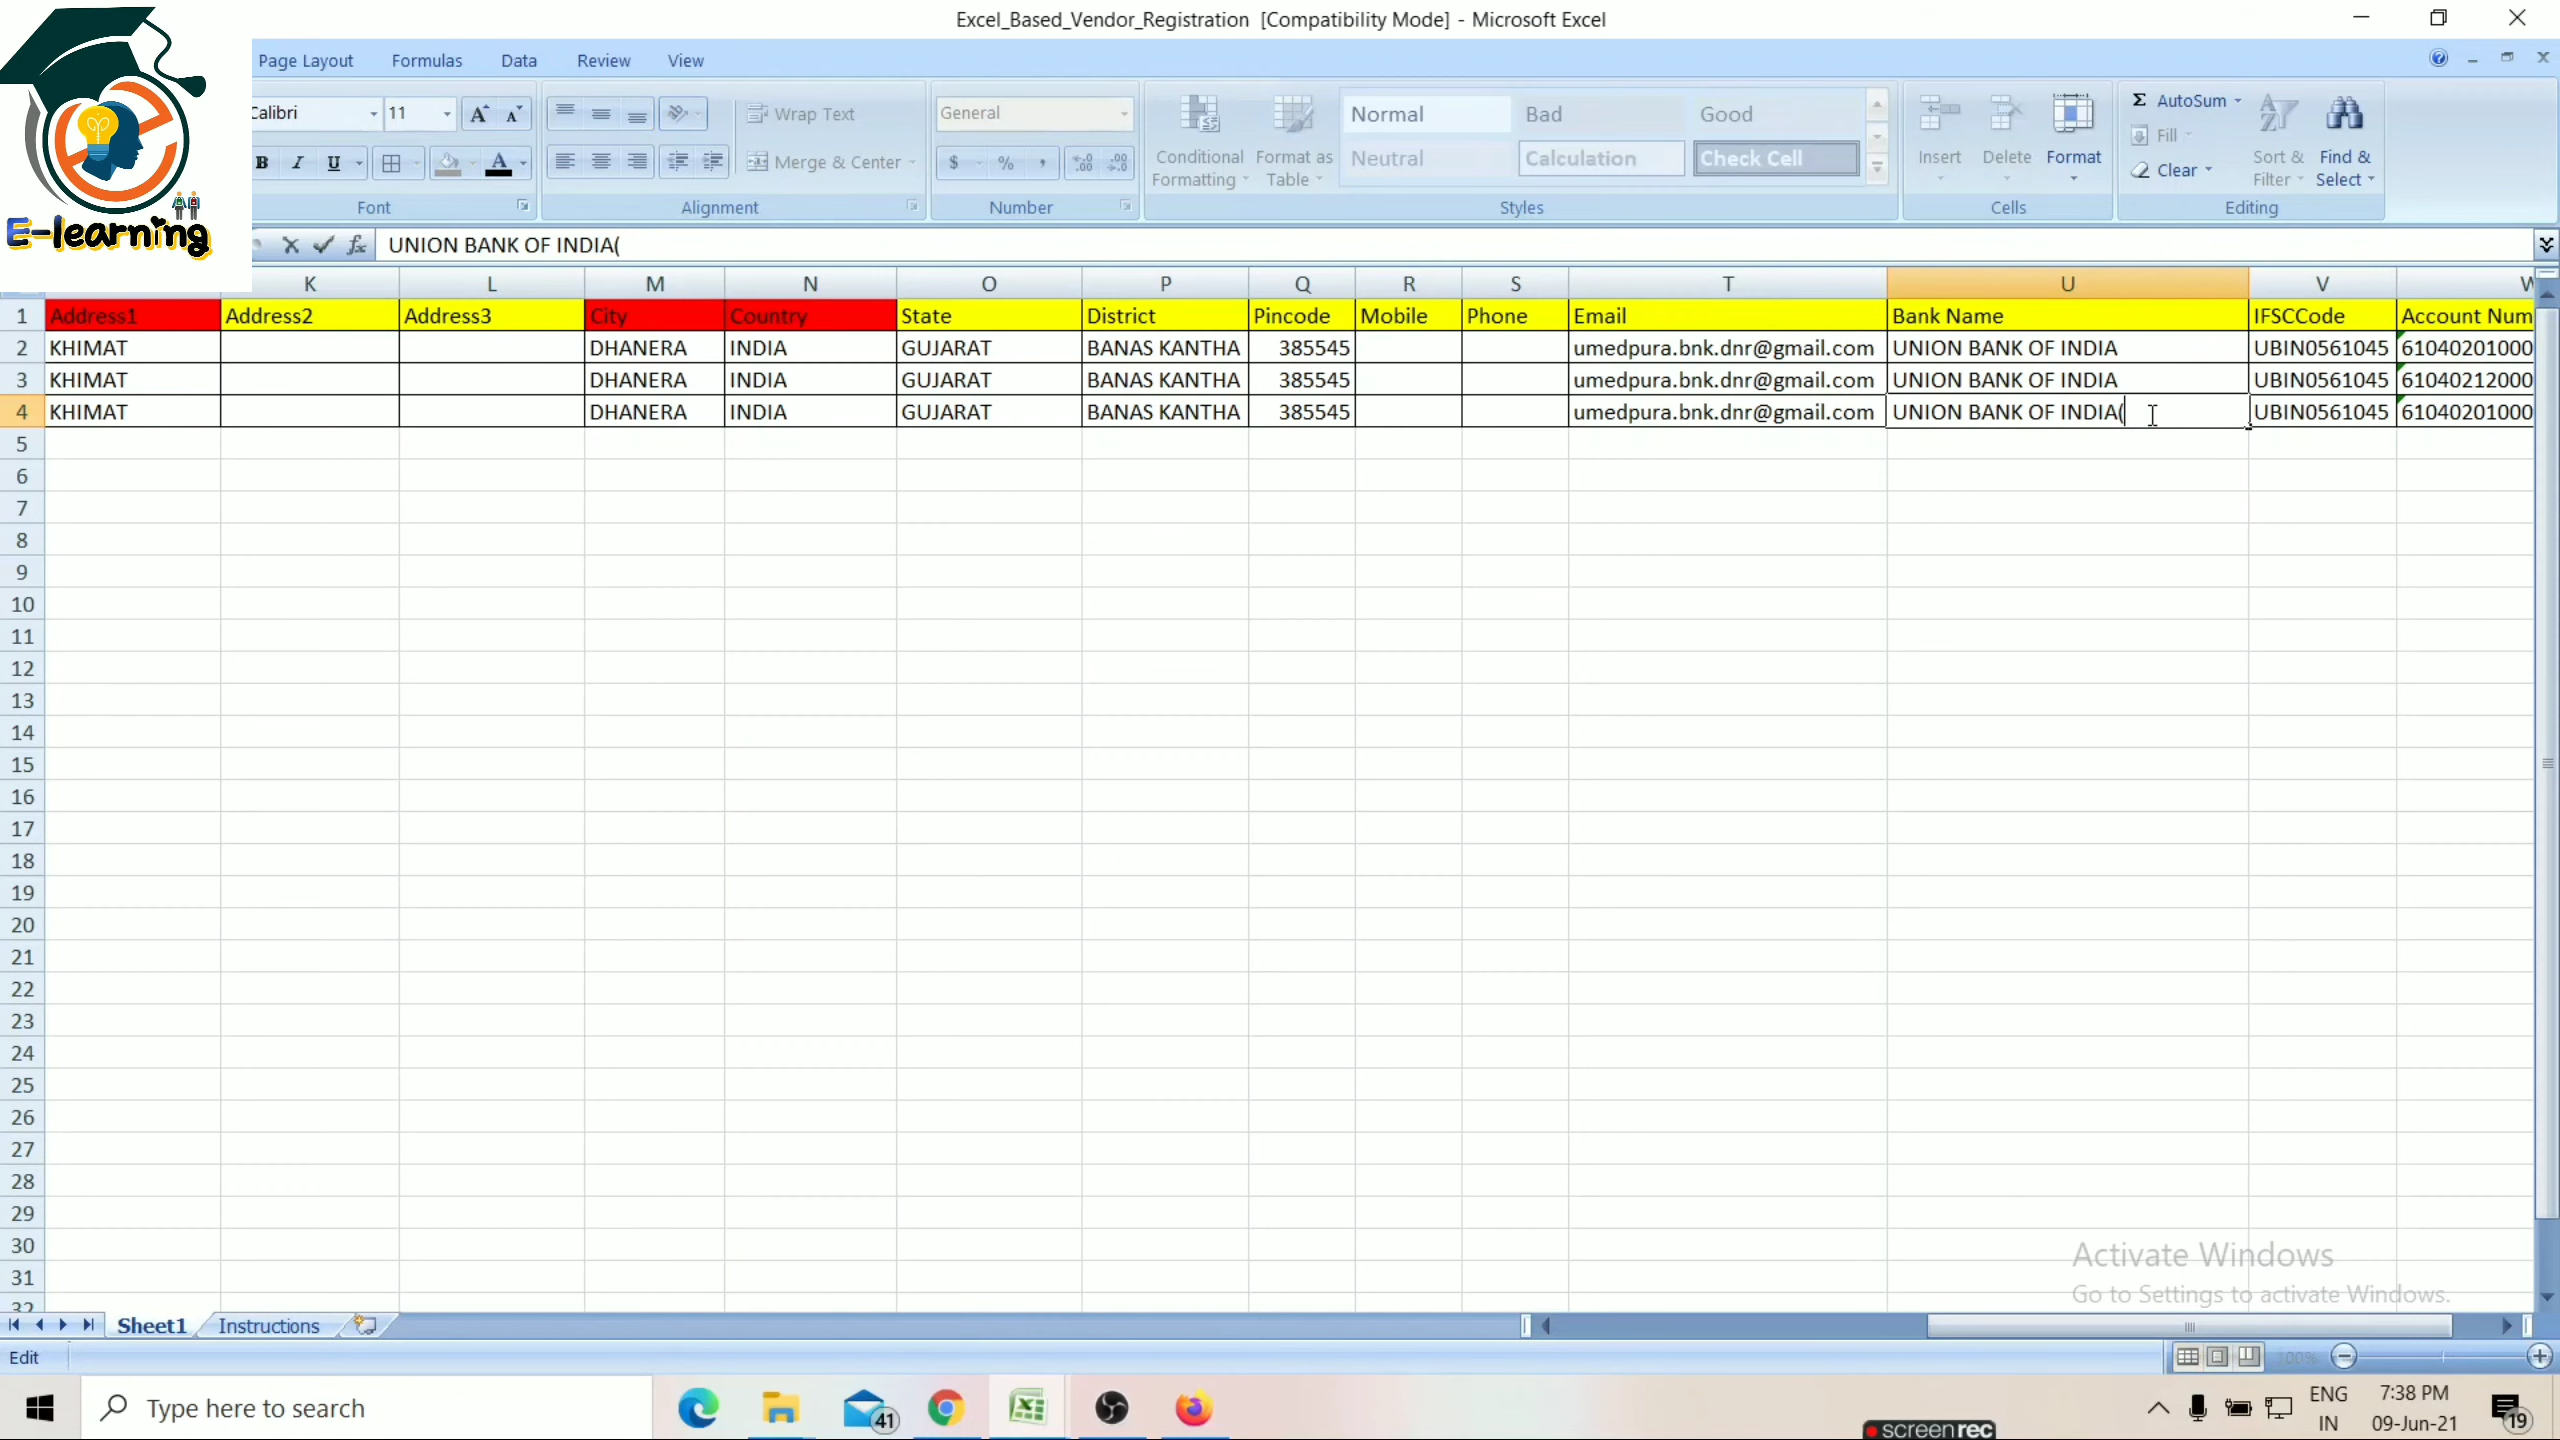 Excel_Based_Vendor_Registration [Compatibility Mode] - Microsoft Excel
Page Layout Formulas Data Review View
Calibri 11 Wrap Text General Normal Bad Good AutoSum
B I U Merge & Center $ % , Conditional Formatting Format as Table Neutral Calculation Check Cell Insert Delete Format Fill Clear Sort & Filter Find & Select
Font Alignment Number Styles Cells Editing
E-learning
fx UNION BANK OF INDIA(
K L M N O P Q R S T U V W
1 Address1 Address2 Address3 City Country State District Pincode Mobile Phone Email Bank Name IFSCCode Account Num
2 KHIMAT DHANERA INDIA GUJARAT BANAS KANTHA 385545 umedpura.bnk.dnr@gmail.com UNION BANK OF INDIA UBIN0561045 61040201000
3 KHIMAT DHANERA INDIA GUJARAT BANAS KANTHA 385545 umedpura.bnk.dnr@gmail.com UNION BANK OF INDIA UBIN0561045 61040212000
4 KHIMAT DHANERA INDIA GUJARAT BANAS KANTHA 385545 umedpura.bnk.dnr@gmail.com UNION BANK OF INDIA( UBIN0561045 61040201000
5
6
7
8
9
10
11
12
13
14
15
16
17
18
19
20
21
22
23
24
25
26
27
28
29
30
31
32
Activate Windows
Go to Settings to activate Windows.
Sheet1 Instructions
Edit 100%
Type here to search 41 ENG 7:38 PM
IN 09-Jun-21 19
screenrec